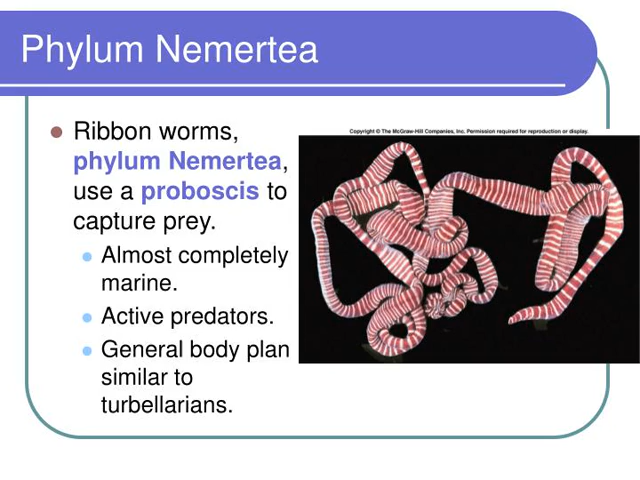 Phylum Nemertea
Ribbon worms,
phylum Nemertea,
use a proboscis to
capture prey.
Almost completely
marine.
Active predators.
General body plan
similar to
turbellarians.
Copyright © The McGraw-Hill Companies, Inc. Permission required for reproduction or display.